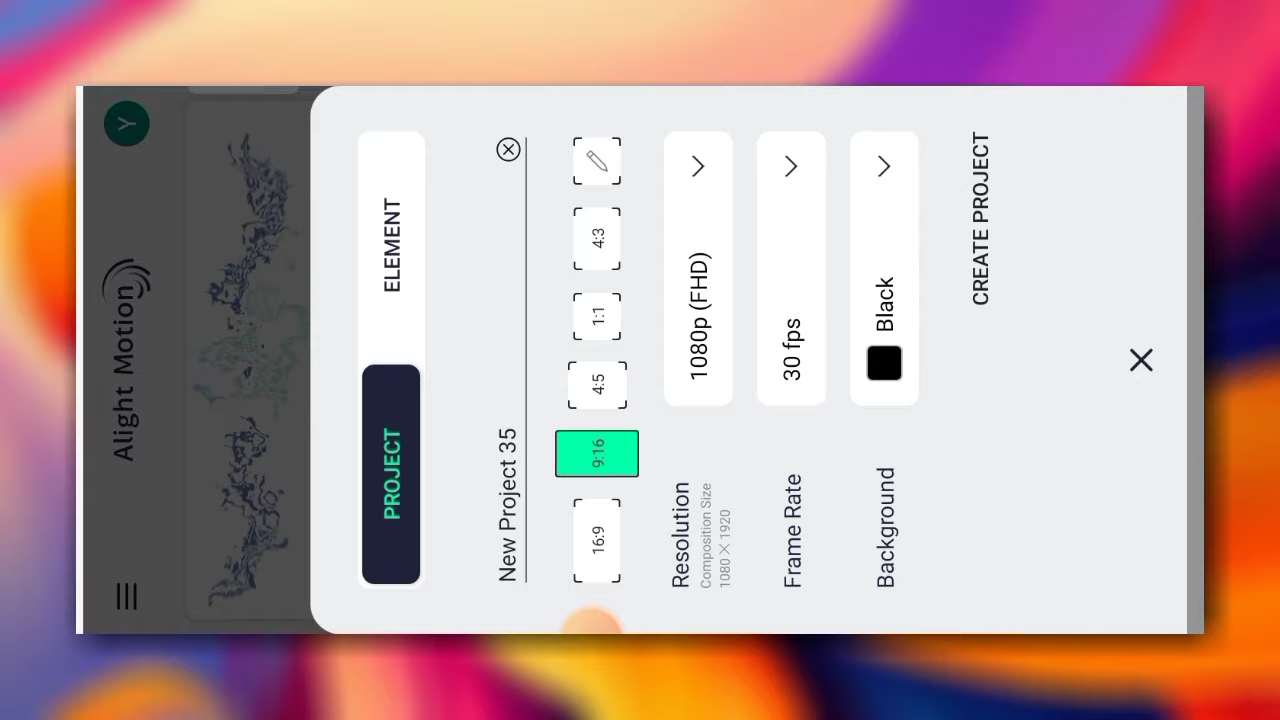 Alight Motion
Y
PROJECT
ELEMENT
New Project 35
16:9
9:16
4:5
1:1
4:3
Resolution
Composition Size
1080 × 1920
1080p (FHD)
Frame Rate
30 fps
Background
Black
CREATE PROJECT